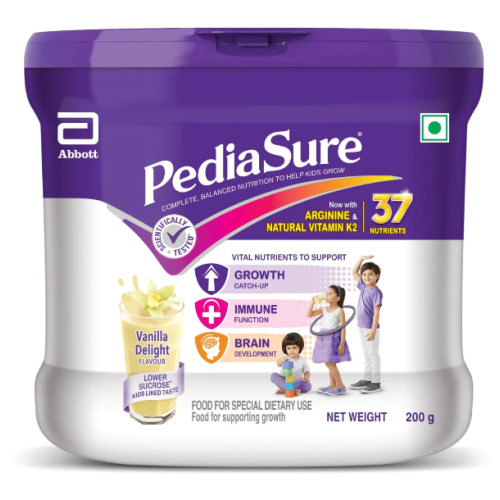 Abbott
PediaSure®
COMPLETE, BALANCED NUTRITION TO HELP KIDS GROW
SCIENTIFICALLY
TESTED
Now with
ARGININE &
NATURAL VITAMIN K2
37
NUTRIENTS
VITAL NUTRIENTS TO SUPPORT
GROWTH
CATCH-UP
IMMUNE
FUNCTION
BRAIN
DEVELOPMENT
Vanilla
Delight
FLAVOUR
LOWER
SUCROSE
KIDS LIKED TASTE
FOOD FOR SPECIAL DIETARY USE
Food for supporting growth
NET WEIGHT 200 g